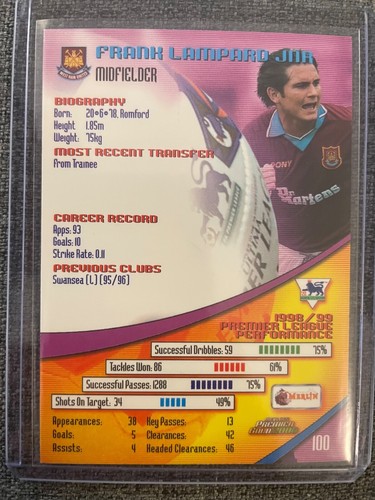 FRANK LAMPARD JNR
MIDFIELDER
BIOGRAPHY
Born: 20•6•78, Romford
Height 1.85m
Weight: 75kg
MOST RECENT TRANSFER
From Trainee
CAREER RECORD
Apps: 93
Goals: 10
Strike Rate: 0.11
PREVIOUS CLUBS
Swansea (L) (95/96)
PONY
Dr Martens
1998/99
PREMIER LEAGUE
PERFORMANCE
Successful Dribbles: 59 75%
Tackles Won: 86 61%
Successful Passes: 1288 75%
Shots On Target: 34 49%
MERLIN
Appearances: 38 Key Passes 13
Goals: 5 Clearances: 42
Assists: 4 Headed Clearances: 46
PREMIER
GOLD
100